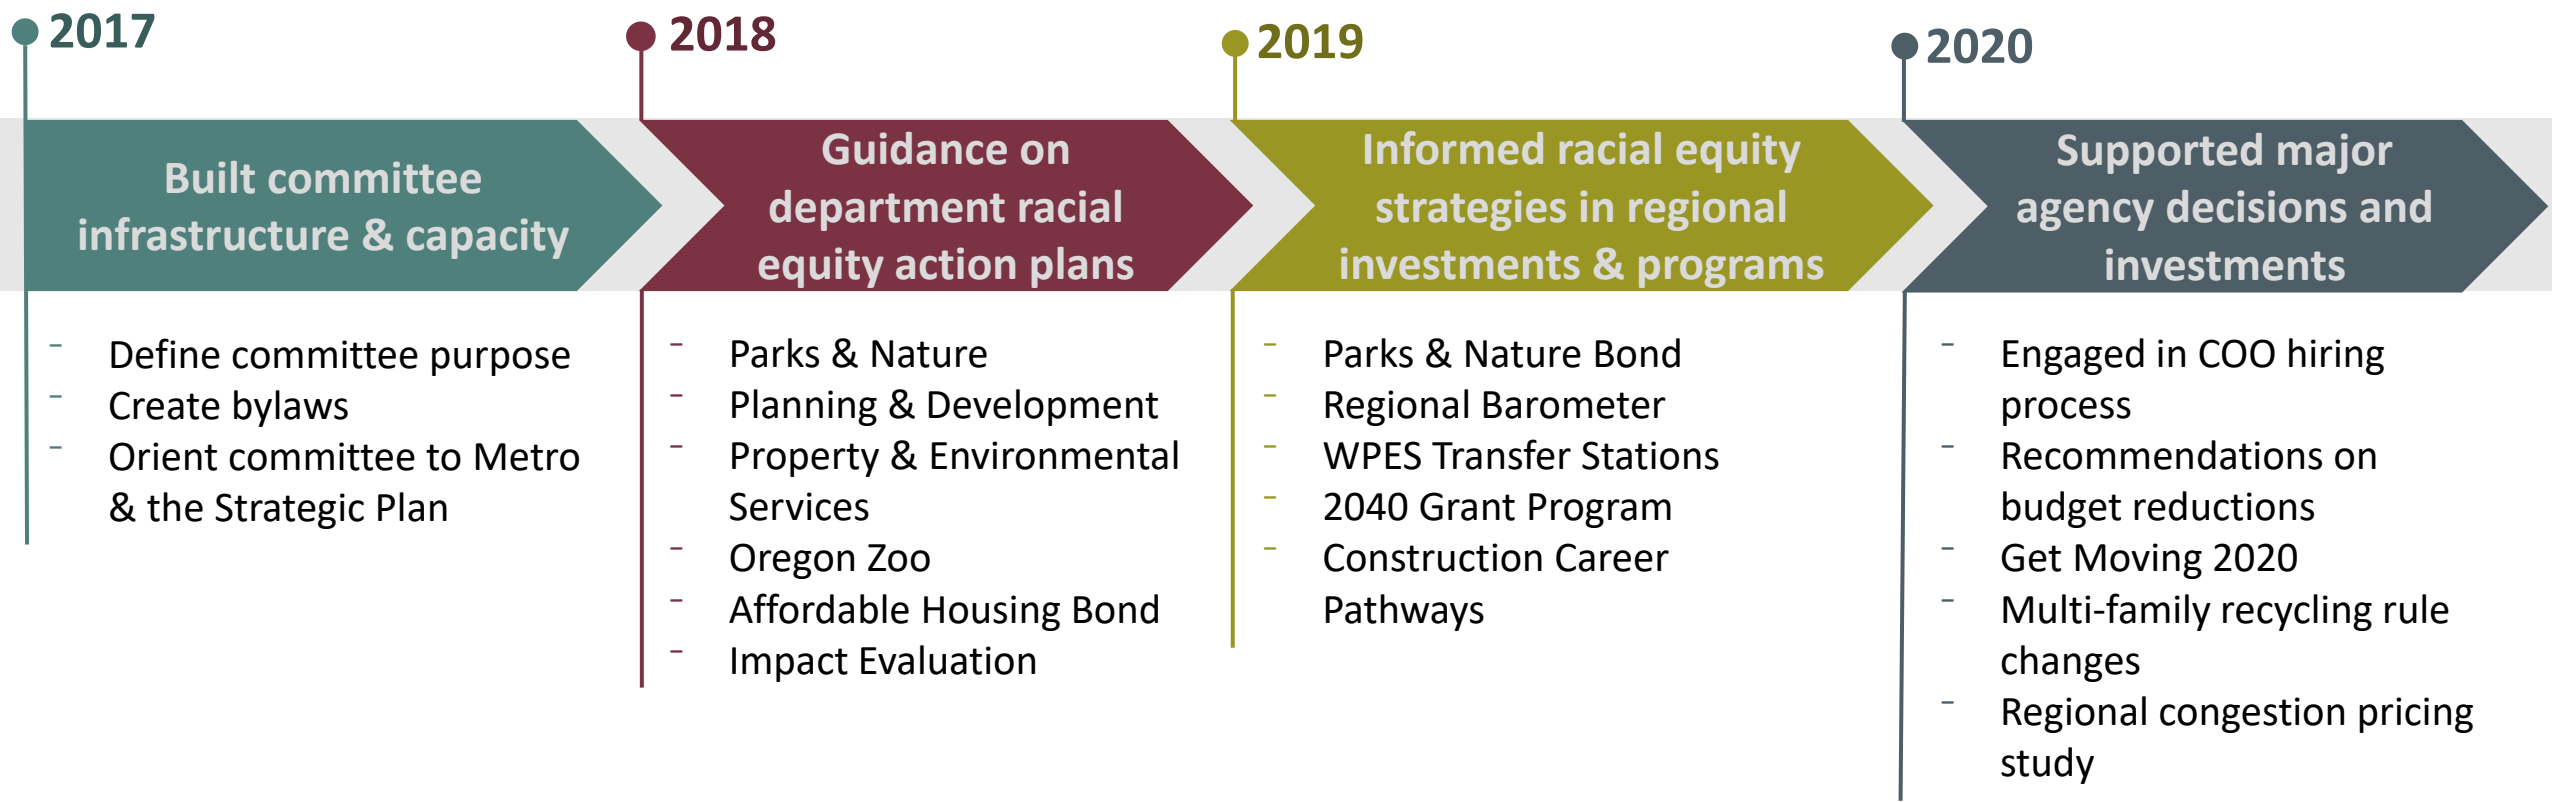 2017
Built committee
infrastructure & capacity
- Define committee purpose
- Create bylaws
- Orient committee to Metro
& the Strategic Plan
2018
Guidance on
department racial
equity action plans
- Parks & Nature
- Planning & Development
- Property & Environmental
Services
- Oregon Zoo
- Affordable Housing Bond
- Impact Evaluation
2019
Informed racial equity
strategies in regional
investments & programs
- Parks & Nature Bond
- Regional Barometer
- WPES Transfer Stations
- 2040 Grant Program
- Construction Career
Pathways
2020
Supported major
agency decisions and
investments
- Engaged in COO hiring
process
- Recommendations on
budget reductions
- Get Moving 2020
- Multi-family recycling rule
changes
- Regional congestion pricing
study